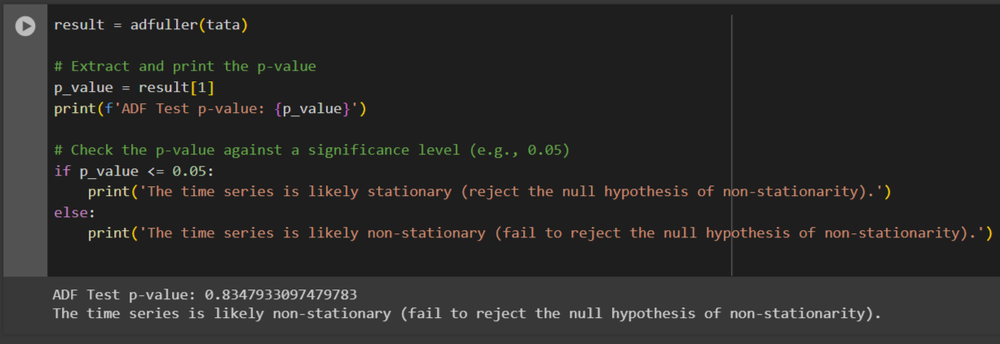 result = adfuller(tata)
# Extract and print the p-value
p_value = result[1]
print(f'ADF Test p-value: {p_value}')
# Check the p-value against a significance level (e.g., 0.05)
if p_value <= 0.05:
    print('The time series is likely stationary (reject the null hypothesis of non-stationarity).')
else:
    print('The time series is likely non-stationary (fail to reject the null hypothesis of non-stationarity).')
ADF Test p-value: 0.8347933097479783
The time series is likely non-stationary (fail to reject the null hypothesis of non-stationarity).